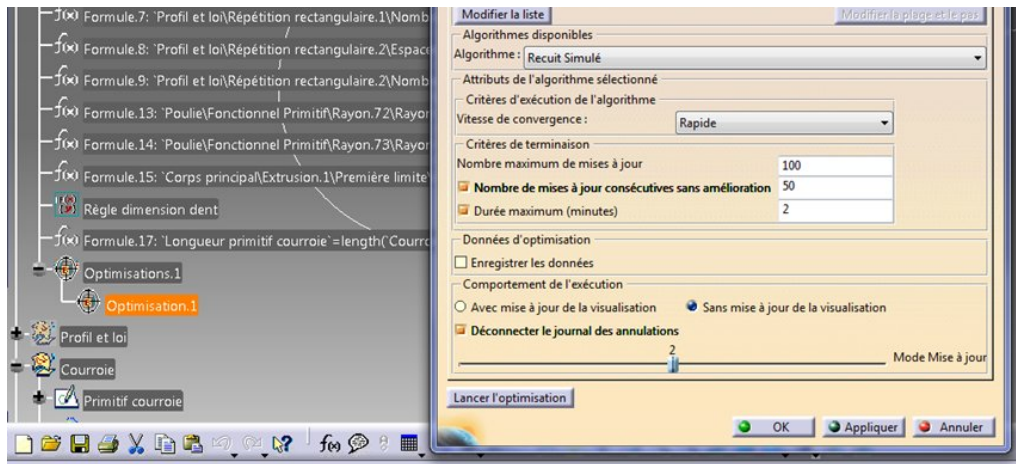 Formule.7: `Profil et loi\Répétition rectangulaire.1\Nomb
Formule.8: `Profil et loi\Répétition rectangulaire.2\Espace
Formule.9: `Profil et loi\Répétition rectangulaire.2\Nomb
Formule.13: `Poulie\Fonctionnel Primitif\Rayon.72\Rayor
Formule.14: `Poulie\Fonctionnel Primitif\Rayon.73\Rayor
Formule.15: `Corps principal\Extrusion.1\Première limite\
Règle dimension dent
Formule.17: `Longueur primitif courroie`=length(`Courro
Optimisations.1
Optimisation.1
Profil et loi
Courroie
Primitif courroie
Modifier la liste
Modifier la plage et le pas
Algorithmes disponibles
Algorithme : Recuit Simulé
Attributs de l'algorithme sélectionné
Critères d'exécution de l'algorithme
Vitesse de convergence : Rapide
Critères de terminaison
Nombre maximum de mises à jour 100
Nombre de mises à jour consécutives sans amélioration 50
Durée maximum (minutes) 2
Données d'optimisation
Enregistrer les données
Comportement de l'exécution
Avec mise à jour de la visualisation Sans mise à jour de la visualisation
Déconnecter le journal des annulations
2
Mode Mise à jour
Lancer l'optimisation
OK Appliquer Annuler